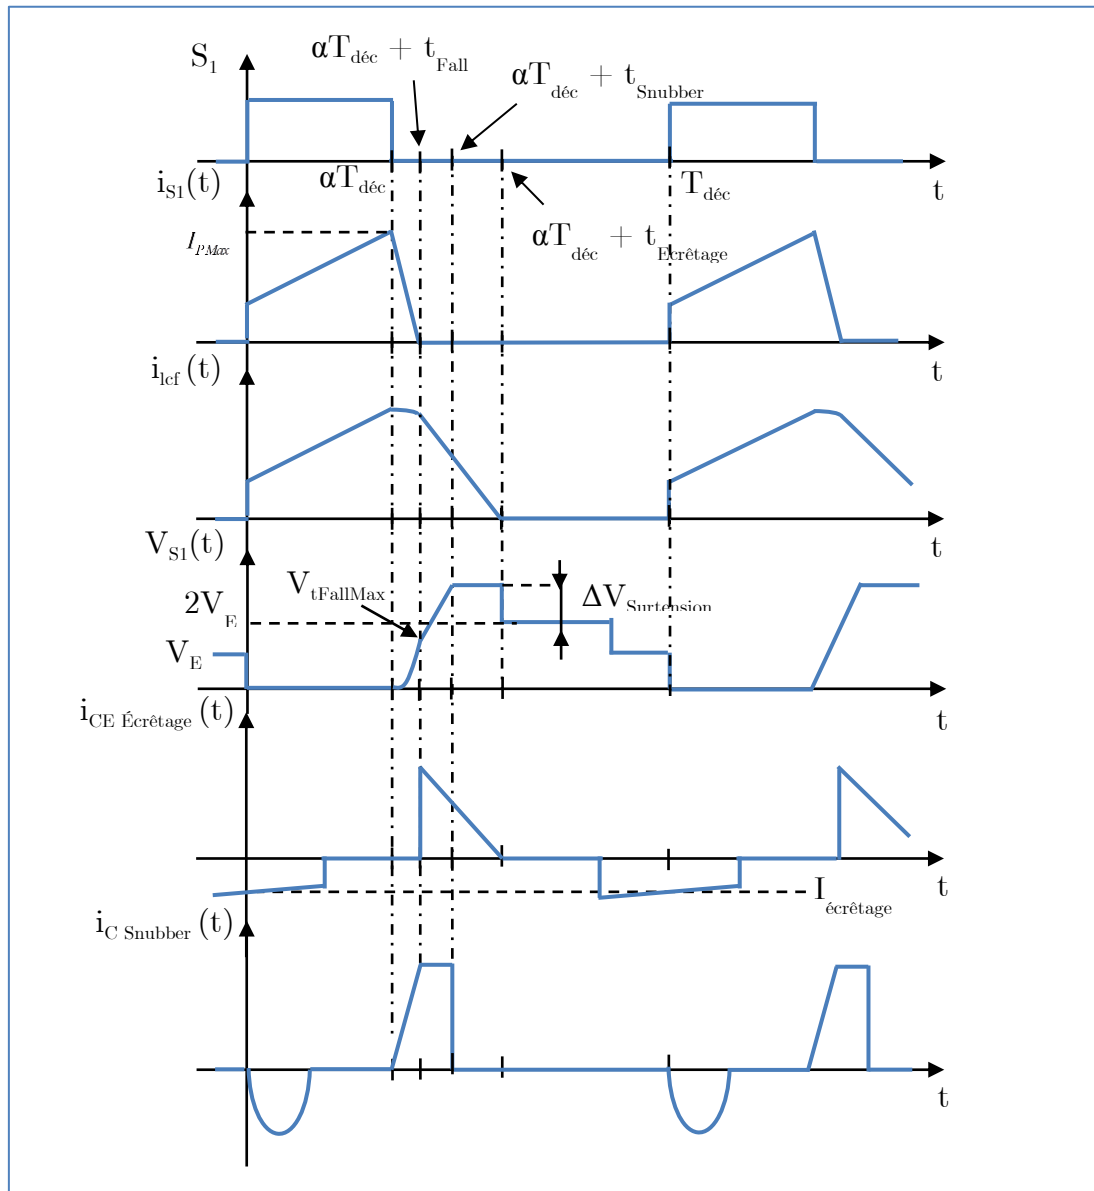 S1
αTdéc + tFall
αTdéc + tSnubber
αTdéc
Tdéc
t
iS1(t)
αTdéc + tEcrêtage
IPMax
t
ilcf (t)
t
VS1(t)
VtFallMax
ΔVSurtension
2VE
VE
t
iCE Écrêtage (t)
t
Iécrêtage
iC Snubber (t)
t